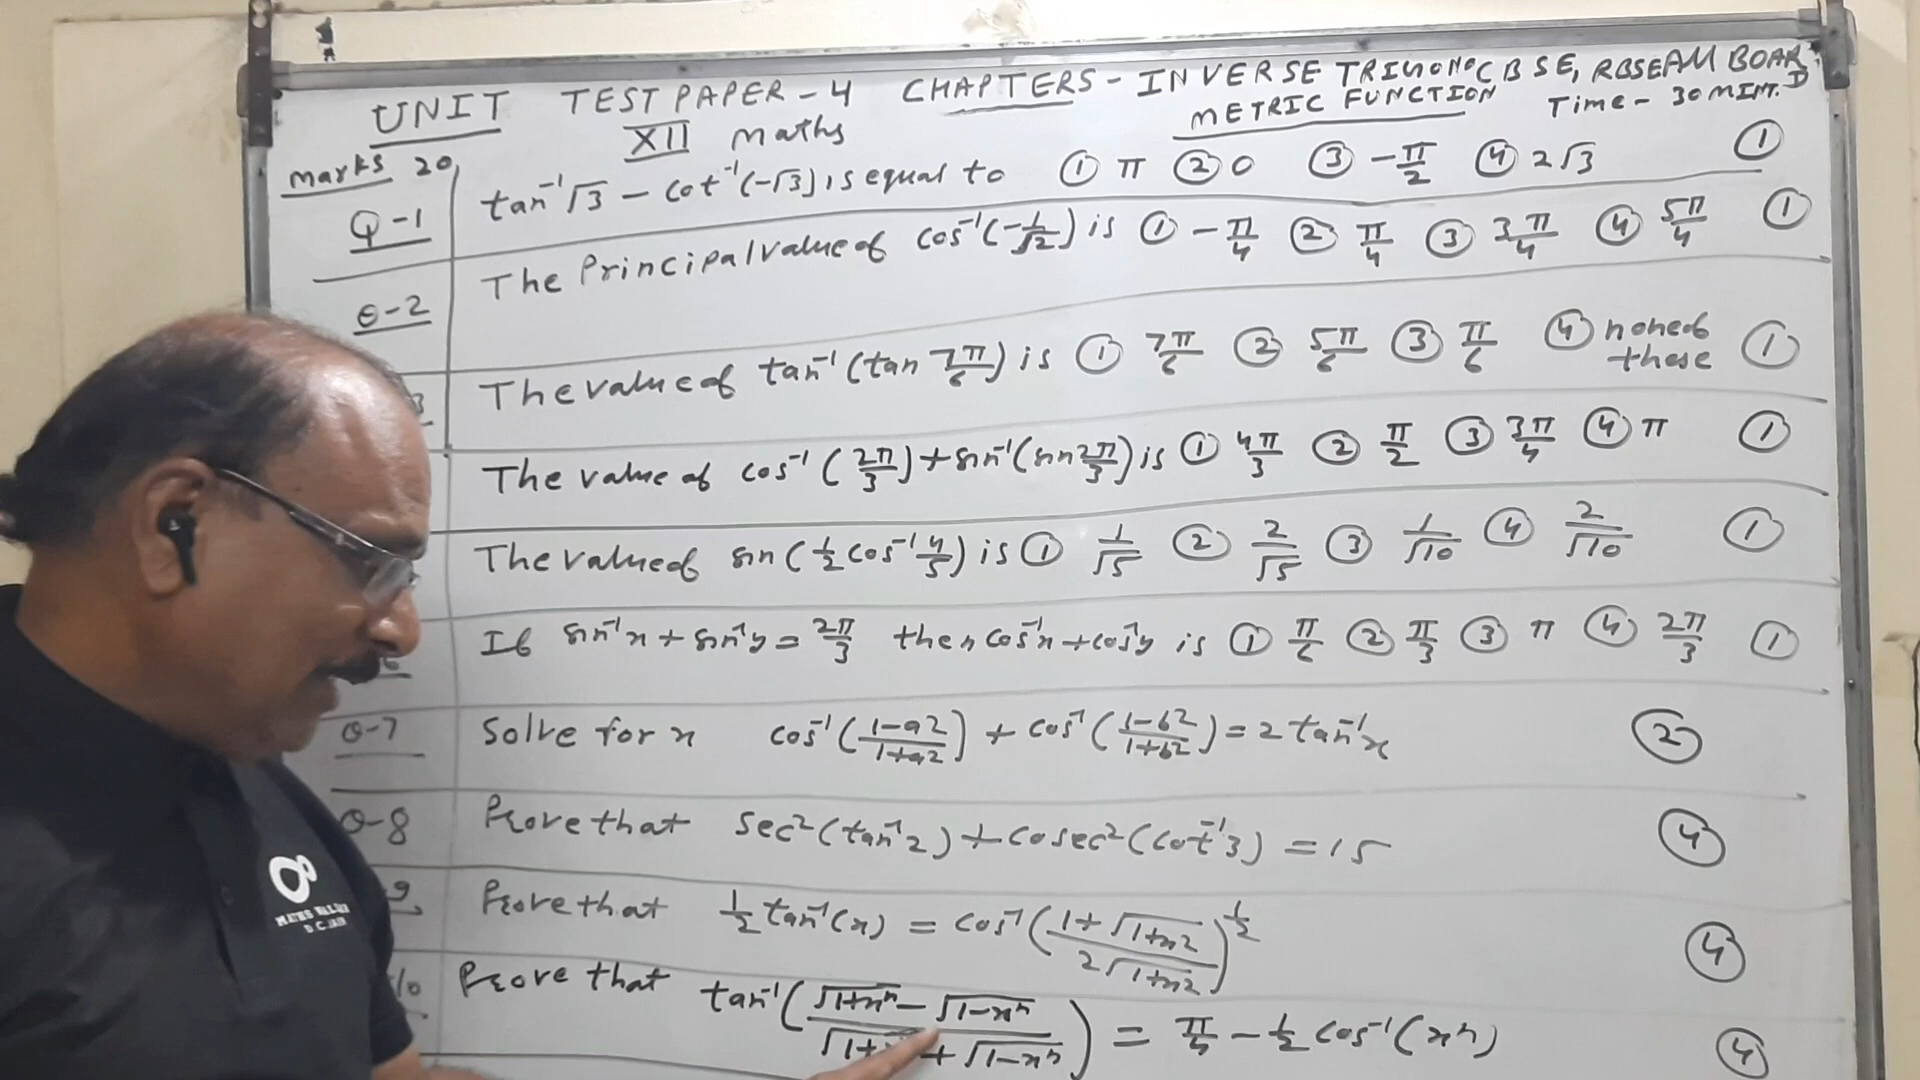 UNIT TEST PAPER-4 CHAPTERS - INVERSE TRIGONO CBSE, RBSE ALL BOARD
METRIC FUNCTION Time - 30 MINT.
XII Maths
Marks 20
Q-1 tan⁻¹√3 - cot⁻¹(-√3) is equal to ① π ② 0 ③ -π/2 ④ 2√3 ①
Q-2 The Principal value of cos⁻¹(-1/√2) is ① -π/4 ② π/4 ③ 3π/4 ④ 5π/4 ①
3 The value of tan⁻¹(tan 7π/6) is ① 7π/6 ② 5π/6 ③ π/6 ④ none of these ①
The value of cos⁻¹(2π/3) + sin⁻¹(sin 2π/3) is ① 4π/3 ② π/2 ③ 3π/4 ④ π ①
The value of sin(1/2 cos⁻¹ 4/5) is ① 1/√5 ② 2/√5 ③ 1/√10 ④ 2/√10 ①
6 If sin⁻¹x + sin⁻¹y = 2π/3 then cos⁻¹x + cos⁻¹y is ① π/6 ② π/3 ③ π ④ 2π/3 ①
Q-7 Solve for x cos⁻¹((1-a²)/(1+a²)) + cos⁻¹((1-b²)/(1+b²)) = 2 tan⁻¹x ②
Q-8 Prove that sec²(tan⁻¹2) + cosec²(cot⁻¹3) = 15 ④
-9 Prove that 1/2 tan⁻¹(x) = cos⁻¹((1+√1+x²)/(2√1+x²))^1/2 ④
10 Prove that tan⁻¹((√1+xⁿ - √1-xⁿ)/(√1+ + √1-xⁿ)) = π/4 - 1/2 cos⁻¹(xⁿ) ④
D.C. JAIN